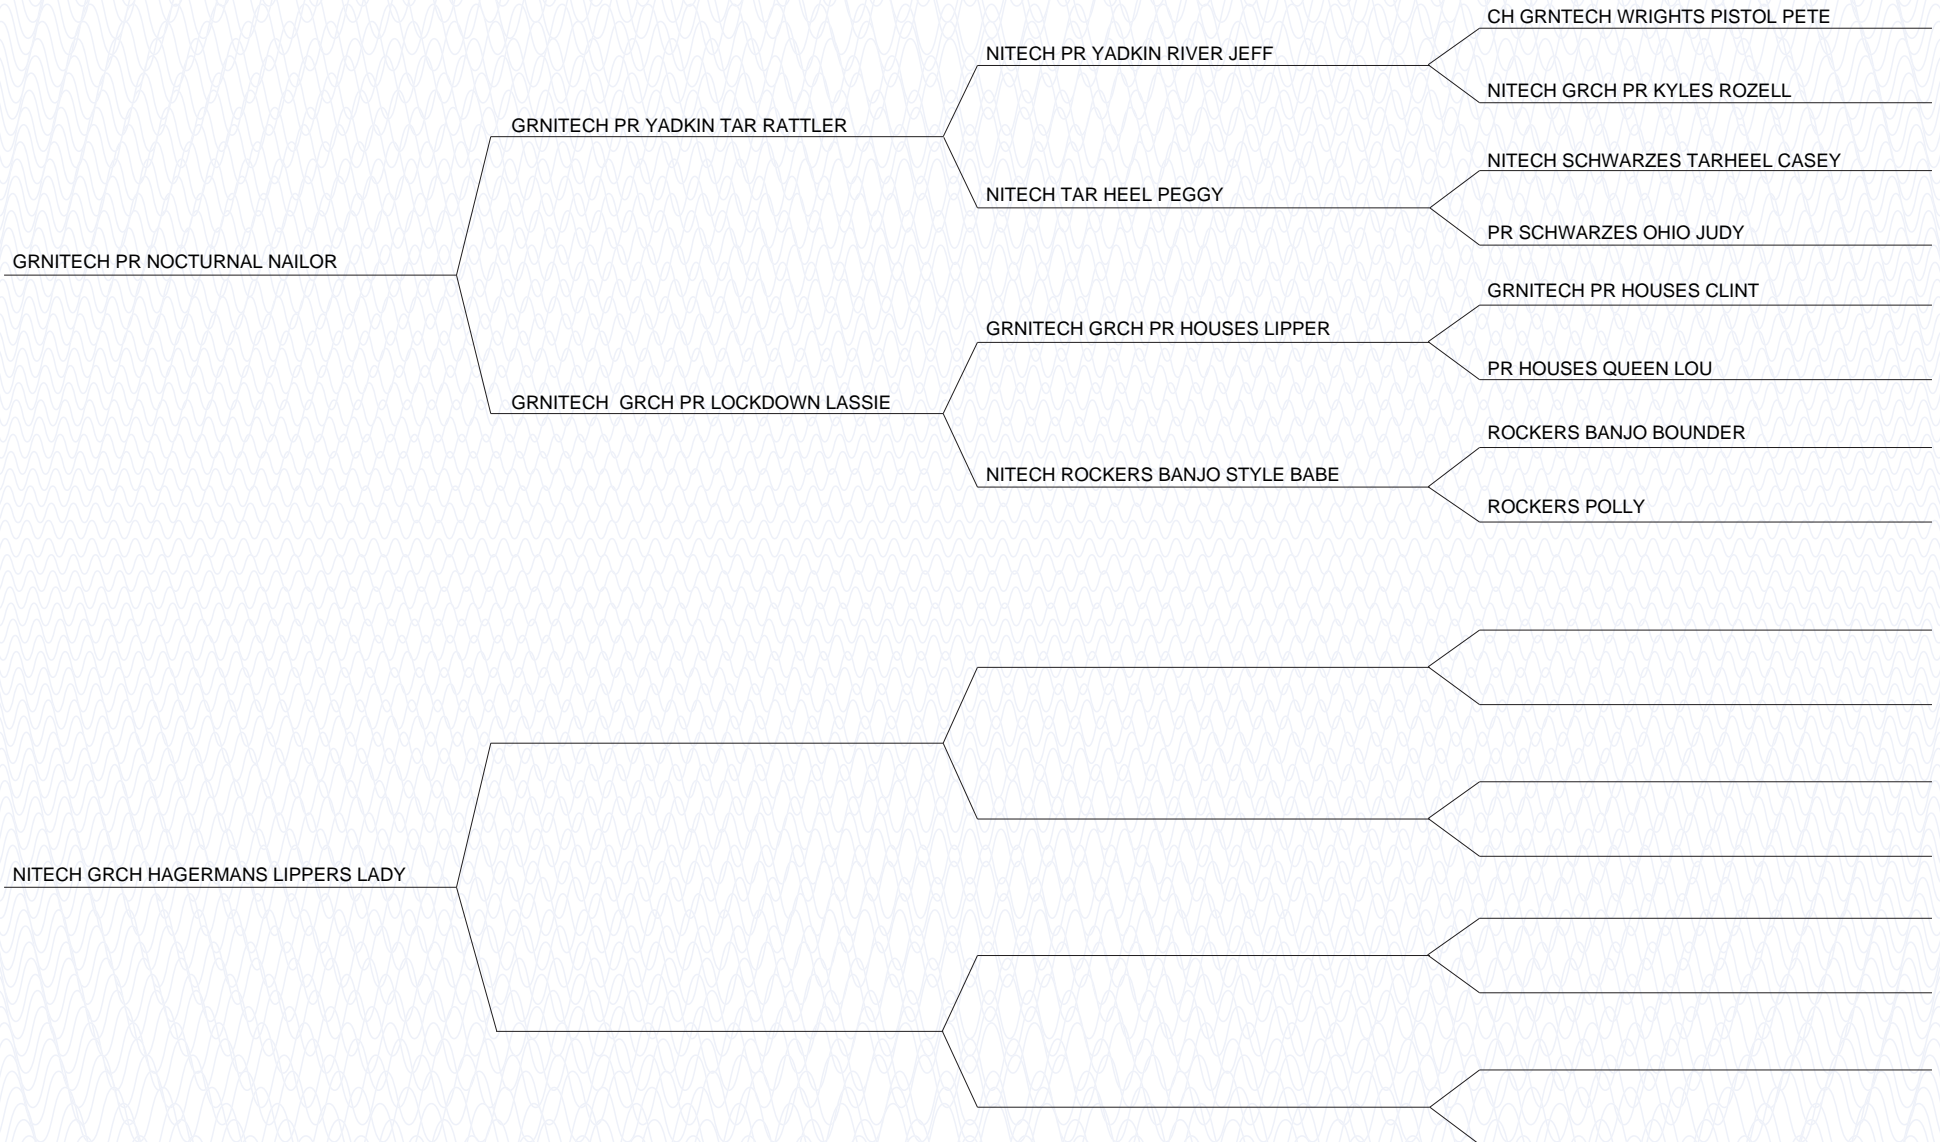 CH GRNTECH WRIGHTS PISTOL PETE
NITECH PR YADKIN RIVER JEFF
NITECH GRCH PR KYLES ROZELL
GRNITECH PR YADKIN TAR RATTLER
NITECH SCHWARZES TARHEEL CASEY
NITECH TAR HEEL PEGGY
PR SCHWARZES OHIO JUDY
GRNITECH PR NOCTURNAL NAILOR
GRNITECH PR HOUSES CLINT
GRNITECH GRCH PR HOUSES LIPPER
PR HOUSES QUEEN LOU
GRNITECH  GRCH PR LOCKDOWN LASSIE
ROCKERS BANJO BOUNDER
NITECH ROCKERS BANJO STYLE BABE
ROCKERS POLLY
NITECH GRCH HAGERMANS LIPPERS LADY